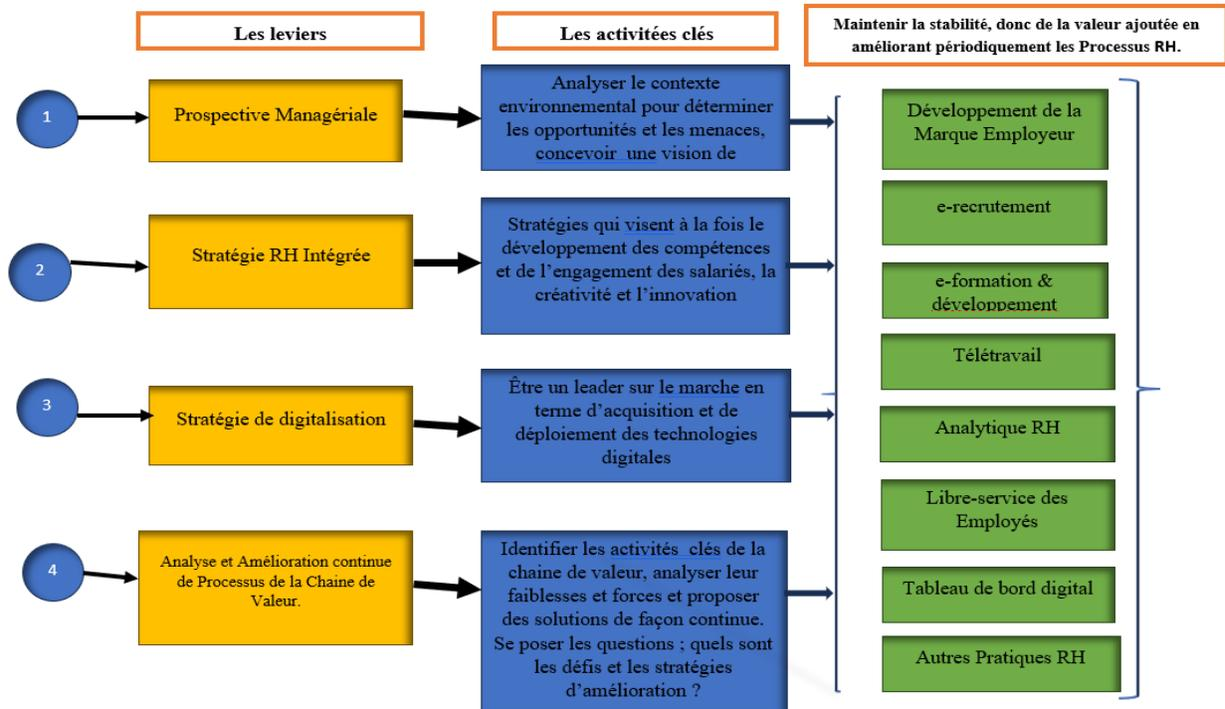 Les leviers
Les activitées clés
Maintenir la stabilité, donc de la valeur ajoutée en
améliorant périodiquement les Processus RH.
1
Prospective Managériale
Analyser le contexte
environnemental pour déterminer
les opportunités et les menaces,
concevoir une vision de
2
Stratégie RH Intégrée
Stratégies qui visent à la fois le
développement des compétences
et de l’engagement des salariés, la
créativité et l’innovation
3
Stratégie de digitalisation
Être un leader sur le marche en
terme d’acquisition et de
déploiement des technologies
digitales
4
Analyse et Amélioration continue
de Processus de la Chaine de
Valeur.
Identifier les activités clés de la
chaine de valeur, analyser leur
faiblesses et forces et proposer
des solutions de façon continue.
Se poser les questions ; quels sont
les défis et les stratégies
d’amélioration ?
Développement de la
Marque Employeur
e-recrutement
e-formation &
développement
Télétravail
Analytique RH
Libre-service des
Employés
Tableau de bord digital
Autres Pratiques RH